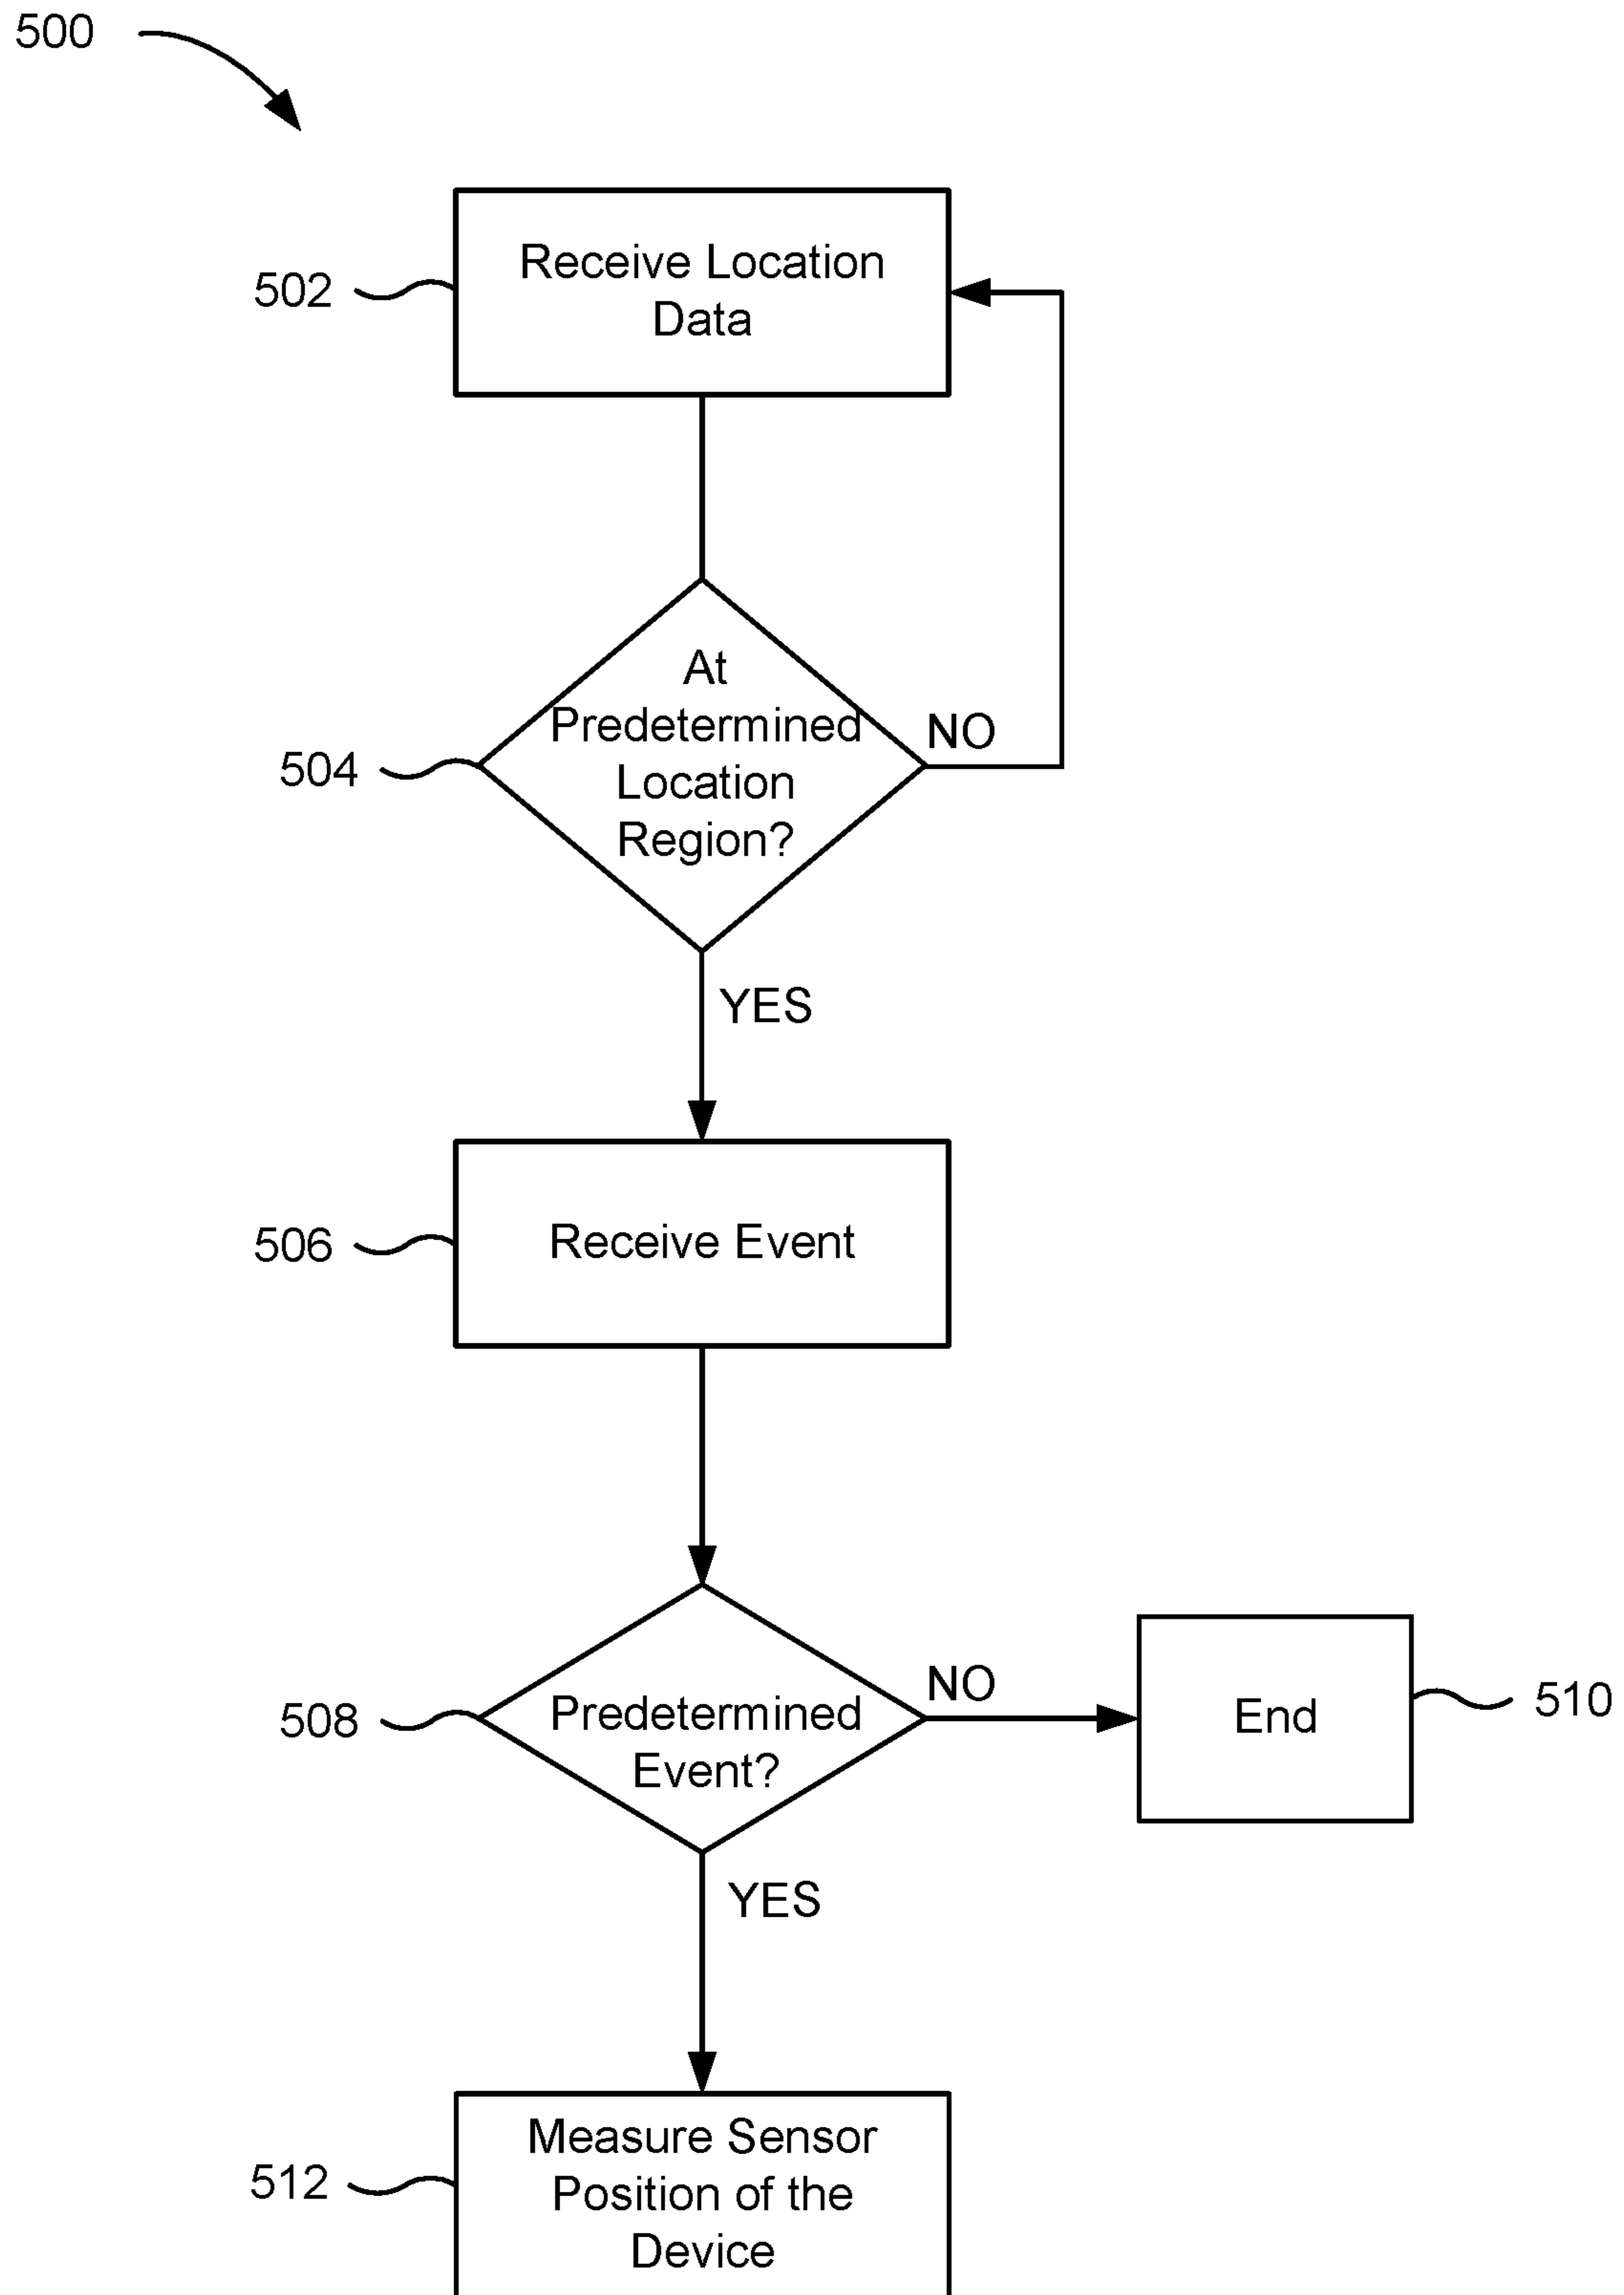 500
502
Receive Location
Data
504
At
Predetermined
Location
Region?
NO
YES
506
Receive Event
508
Predetermined
Event?
NO
End
510
YES
512
Measure Sensor
Position of the
Device